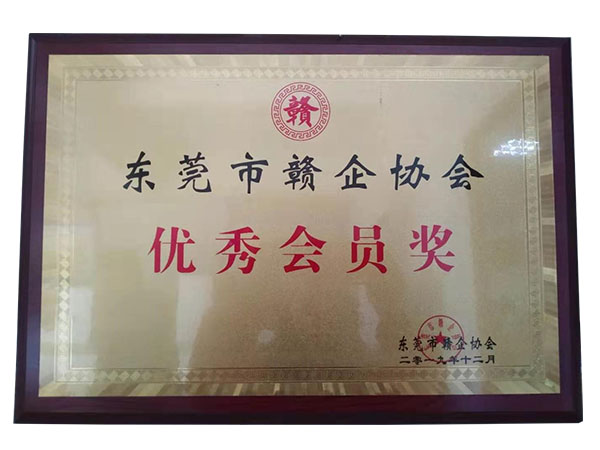 贛
东莞市赣企协会
优秀会员奖
东莞市赣企协会
二零一九年十二月